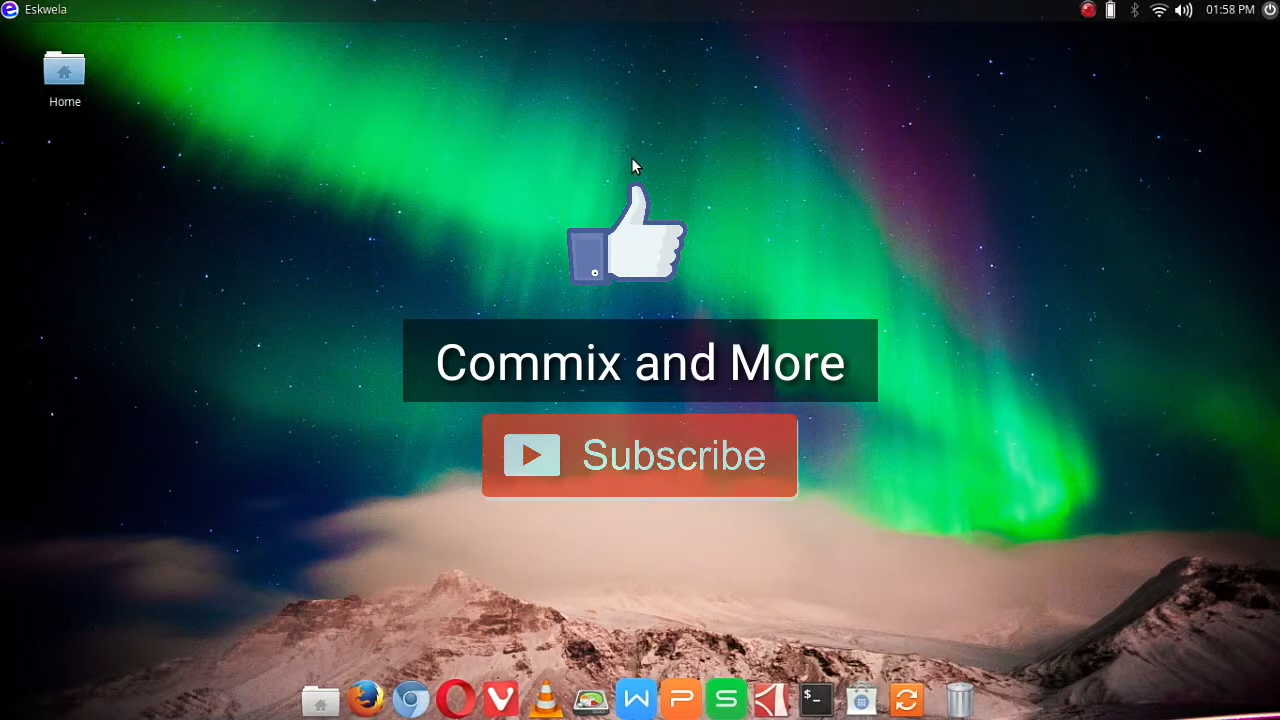 Eskwela
01:58 PM
Home
Commix and More
Subscribe
W
P
S
$_